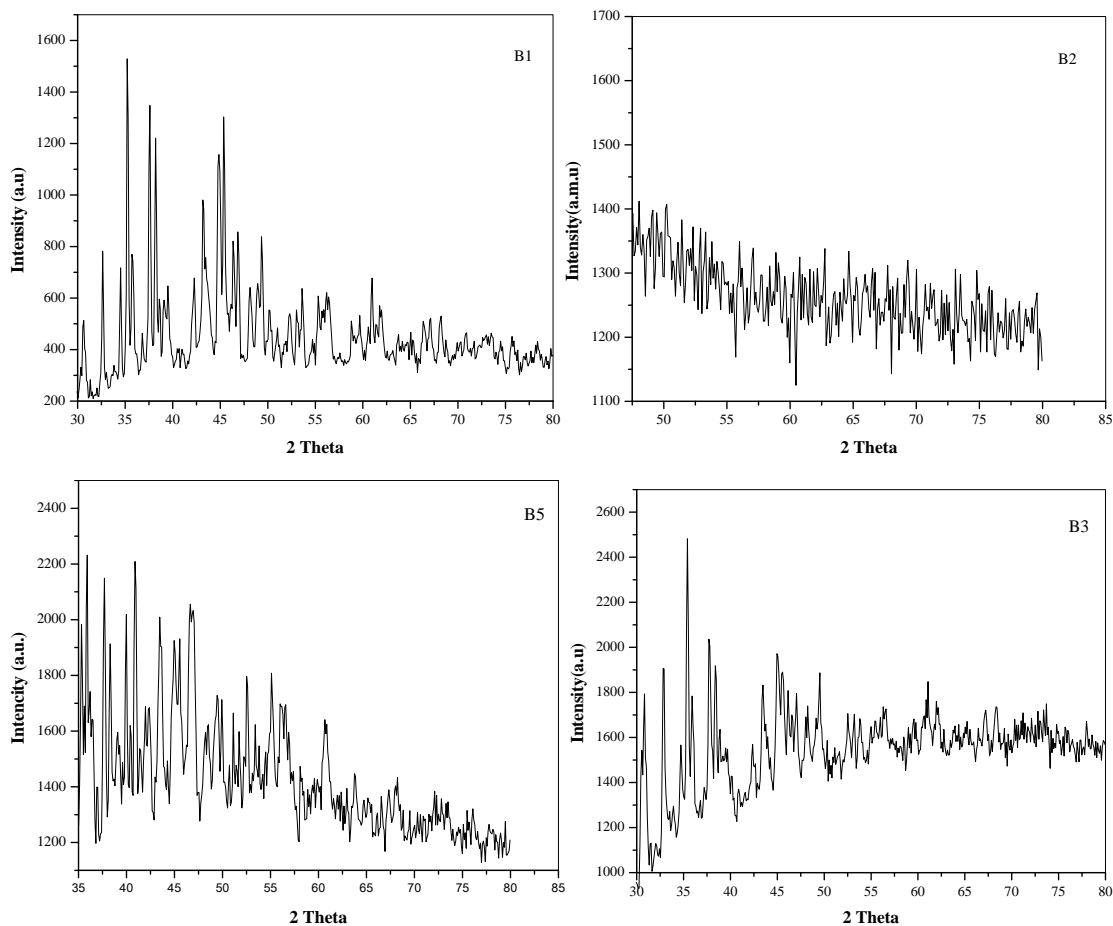 B1
Intensity (a.u)
1600
1400
1200
1000
800
600
400
200
30 35 40 45 50 55 60 65 70 75 80
2 Theta
B2
Intensity(a.m.u)
1700
1600
1500
1400
1300
1200
1100
50 55 60 65 70 75 80 85
2 Theta
B5
Intencity (a.u.)
2400
2200
2000
1800
1600
1400
1200
35 40 45 50 55 60 65 70 75 80 85
2 Theta
B3
Intensity(a.u)
2600
2400
2200
2000
1800
1600
1400
1200
1000
30 35 40 45 50 55 60 65 70 75 80
2 Theta